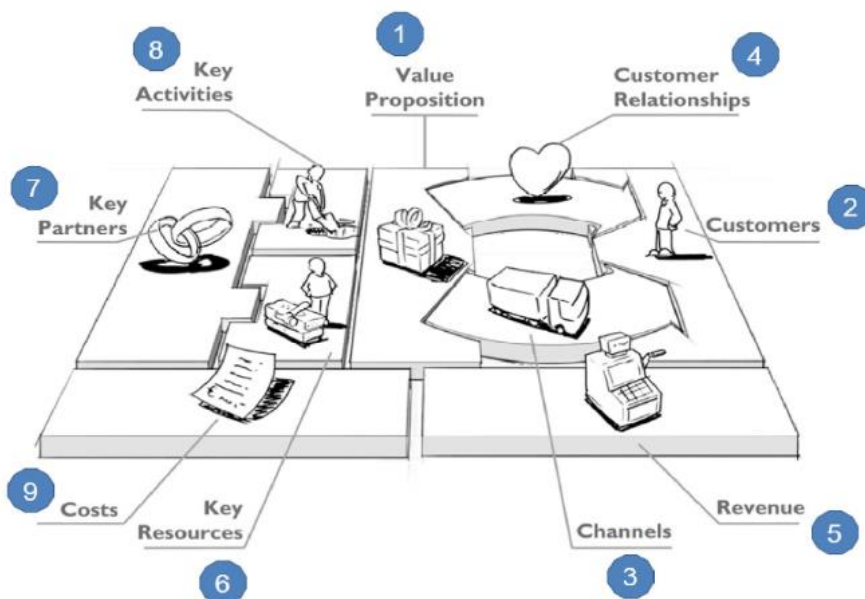 1
8
4
Key
Activities
Value
Proposition
Customer
Relationships
7
Key
Partners
2
Customers
9
Costs
Key
Resources
6
Channels
3
Revenue
5